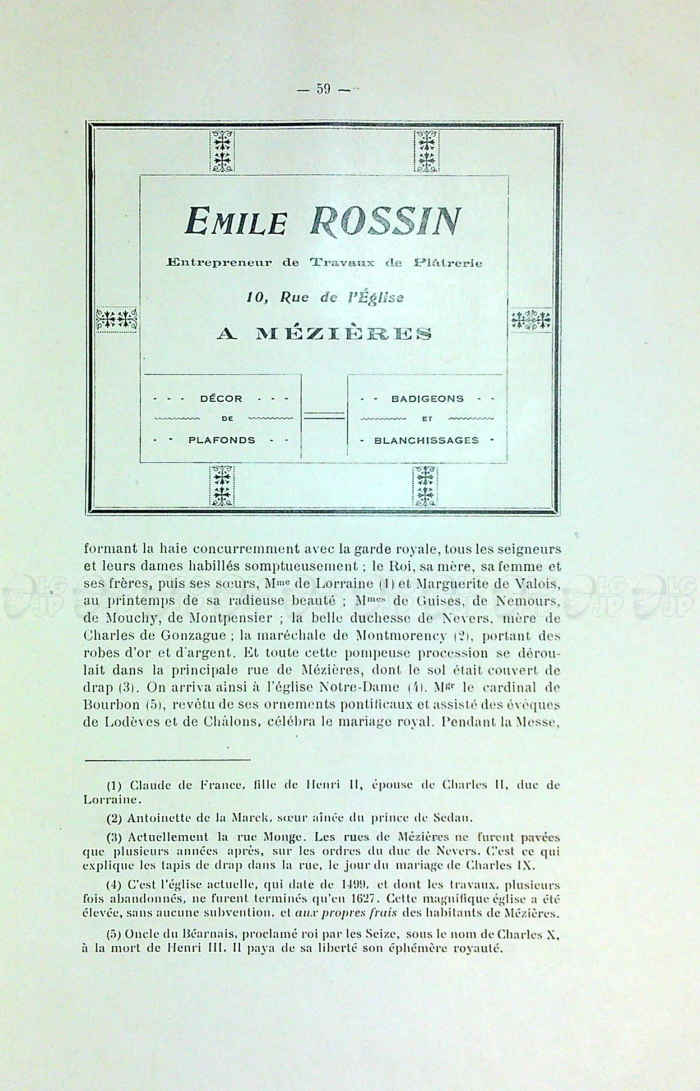 — 59 —
EMILE ROSSIN
Entrepreneur de Travaux de Plâtrerie
10, Rue de l'Église
A MÉZIÈRES
- - - DÉCOR - - -
DE
- - PLAFONDS - -
- - BADIGEONS - -
ET
- BLANCHISSAGES -
formant la haie concurremment avec la garde royale, tous les seigneurs
et leurs dames habillés somptueusement ; le Roi, sa mère, sa femme et
ses frères, puis ses sœurs, Mme de Lorraine (1) et Marguerite de Valois,
au printemps de sa radieuse beauté ; Mmes de Guises, de Nemours,
de Mouchy, de Montpensier ; la belle duchesse de Nevers, mère de
Charles de Gonzague ; la maréchale de Montmorency (2), portant des
robes d'or et d'argent. Et toute cette pompeuse procession se dérou-
lait dans la principale rue de Mézières, dont le sol était couvert de
drap (3). On arriva ainsi à l'église Notre-Dame (4). Mgr le cardinal de
Bourbon (5), revêtu de ses ornements pontificaux et assisté des évêques
de Lodèves et de Châlons, célébra le mariage royal. Pendant la Messe,
(1) Claude de France, fille de Henri II, épouse de Charles II, duc de
Lorraine.
(2) Antoinette de la Marck, sœur aînée du prince de Sedan.
(3) Actuellement la rue Monge. Les rues de Mézières ne furent pavées
que plusieurs années après, sur les ordres du duc de Nevers. C'est ce qui
explique les tapis de drap dans la rue, le jour du mariage de Charles IX.
(4) C'est l'église actuelle, qui date de 1499, et dont les travaux, plusieurs
fois abandonnés, ne furent terminés qu'en 1627. Cette magnifique église a été
élevée, sans aucune subvention, et aux propres frais des habitants de Mézières.
(5) Oncle du Béarnais, proclamé roi par les Seize, sous le nom de Charles X,
à la mort de Henri III. Il paya de sa liberté son éphémère royauté.